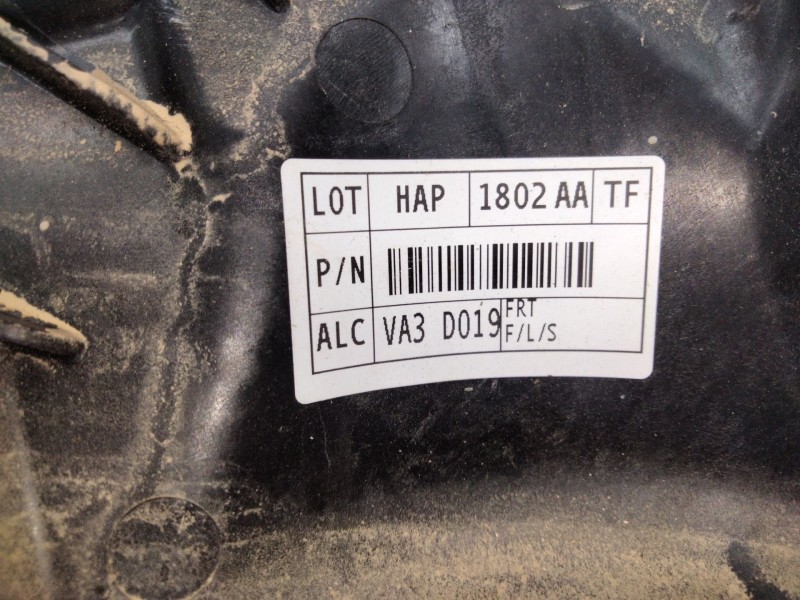 LOT HAP 1802 AA TF
P/N
ALC VA3 D019 FRT
F/L/S